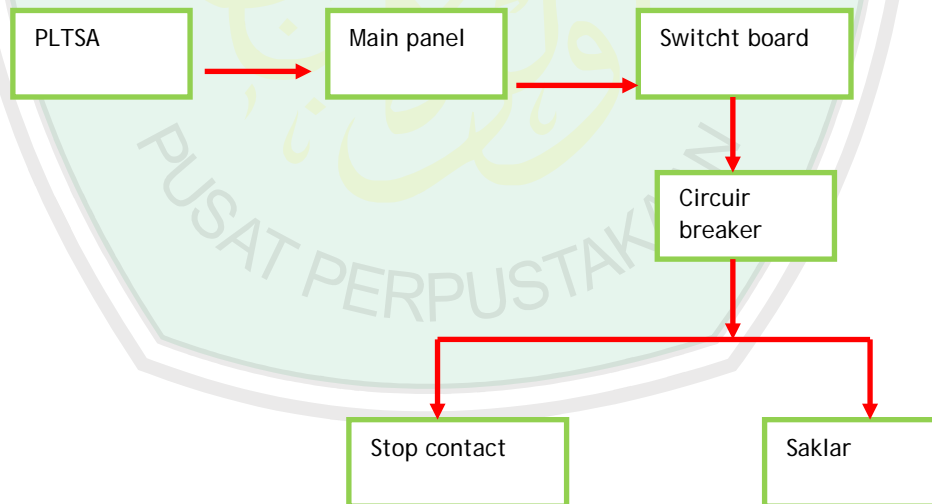 PLTSA
Main panel
Switcht board
Circuir
breaker
PUSAT PERPUSTAKAAN
Stop contact
Saklar